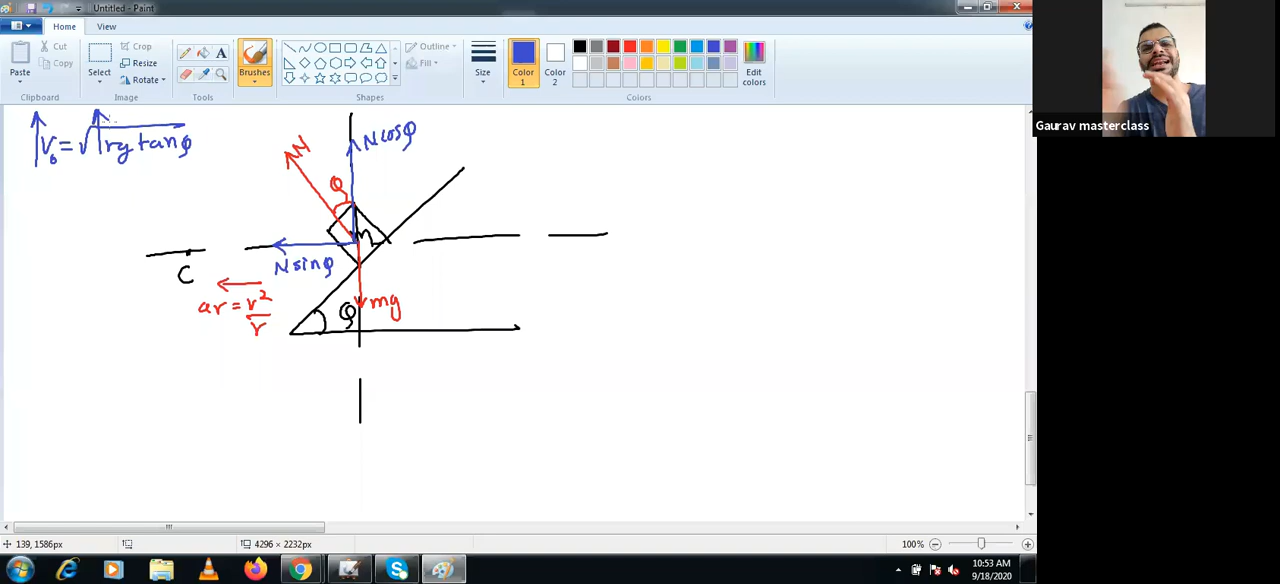 Untitled - Paint
Home View
Paste Cut Copy
Clipboard
Select Crop Resize Rotate
Image
Tools
Brushes
Outline Fill
Shapes
Size
Color 1 Color 2
Edit colors
Colors
Gaurav masterclass
v₀ = √rg tanθ
N cosθ
N
θ
m
C
N sinθ
ar = v²/r
mg
θ
139, 1586px
4296 × 2232px
100%
10:53 AM
9/18/2020